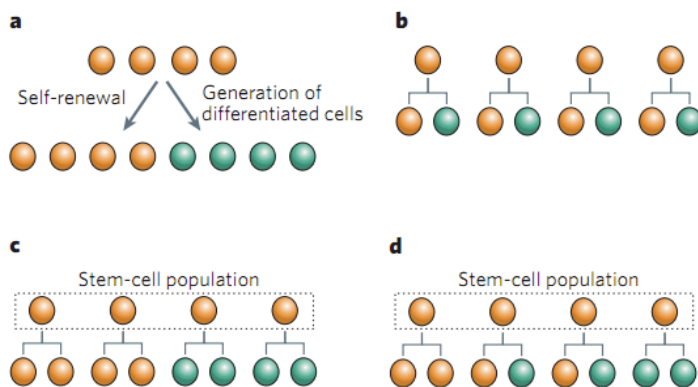 a
Self-renewal
Generation of
differentiated cells
b
c
Stem-cell population
d
Stem-cell population